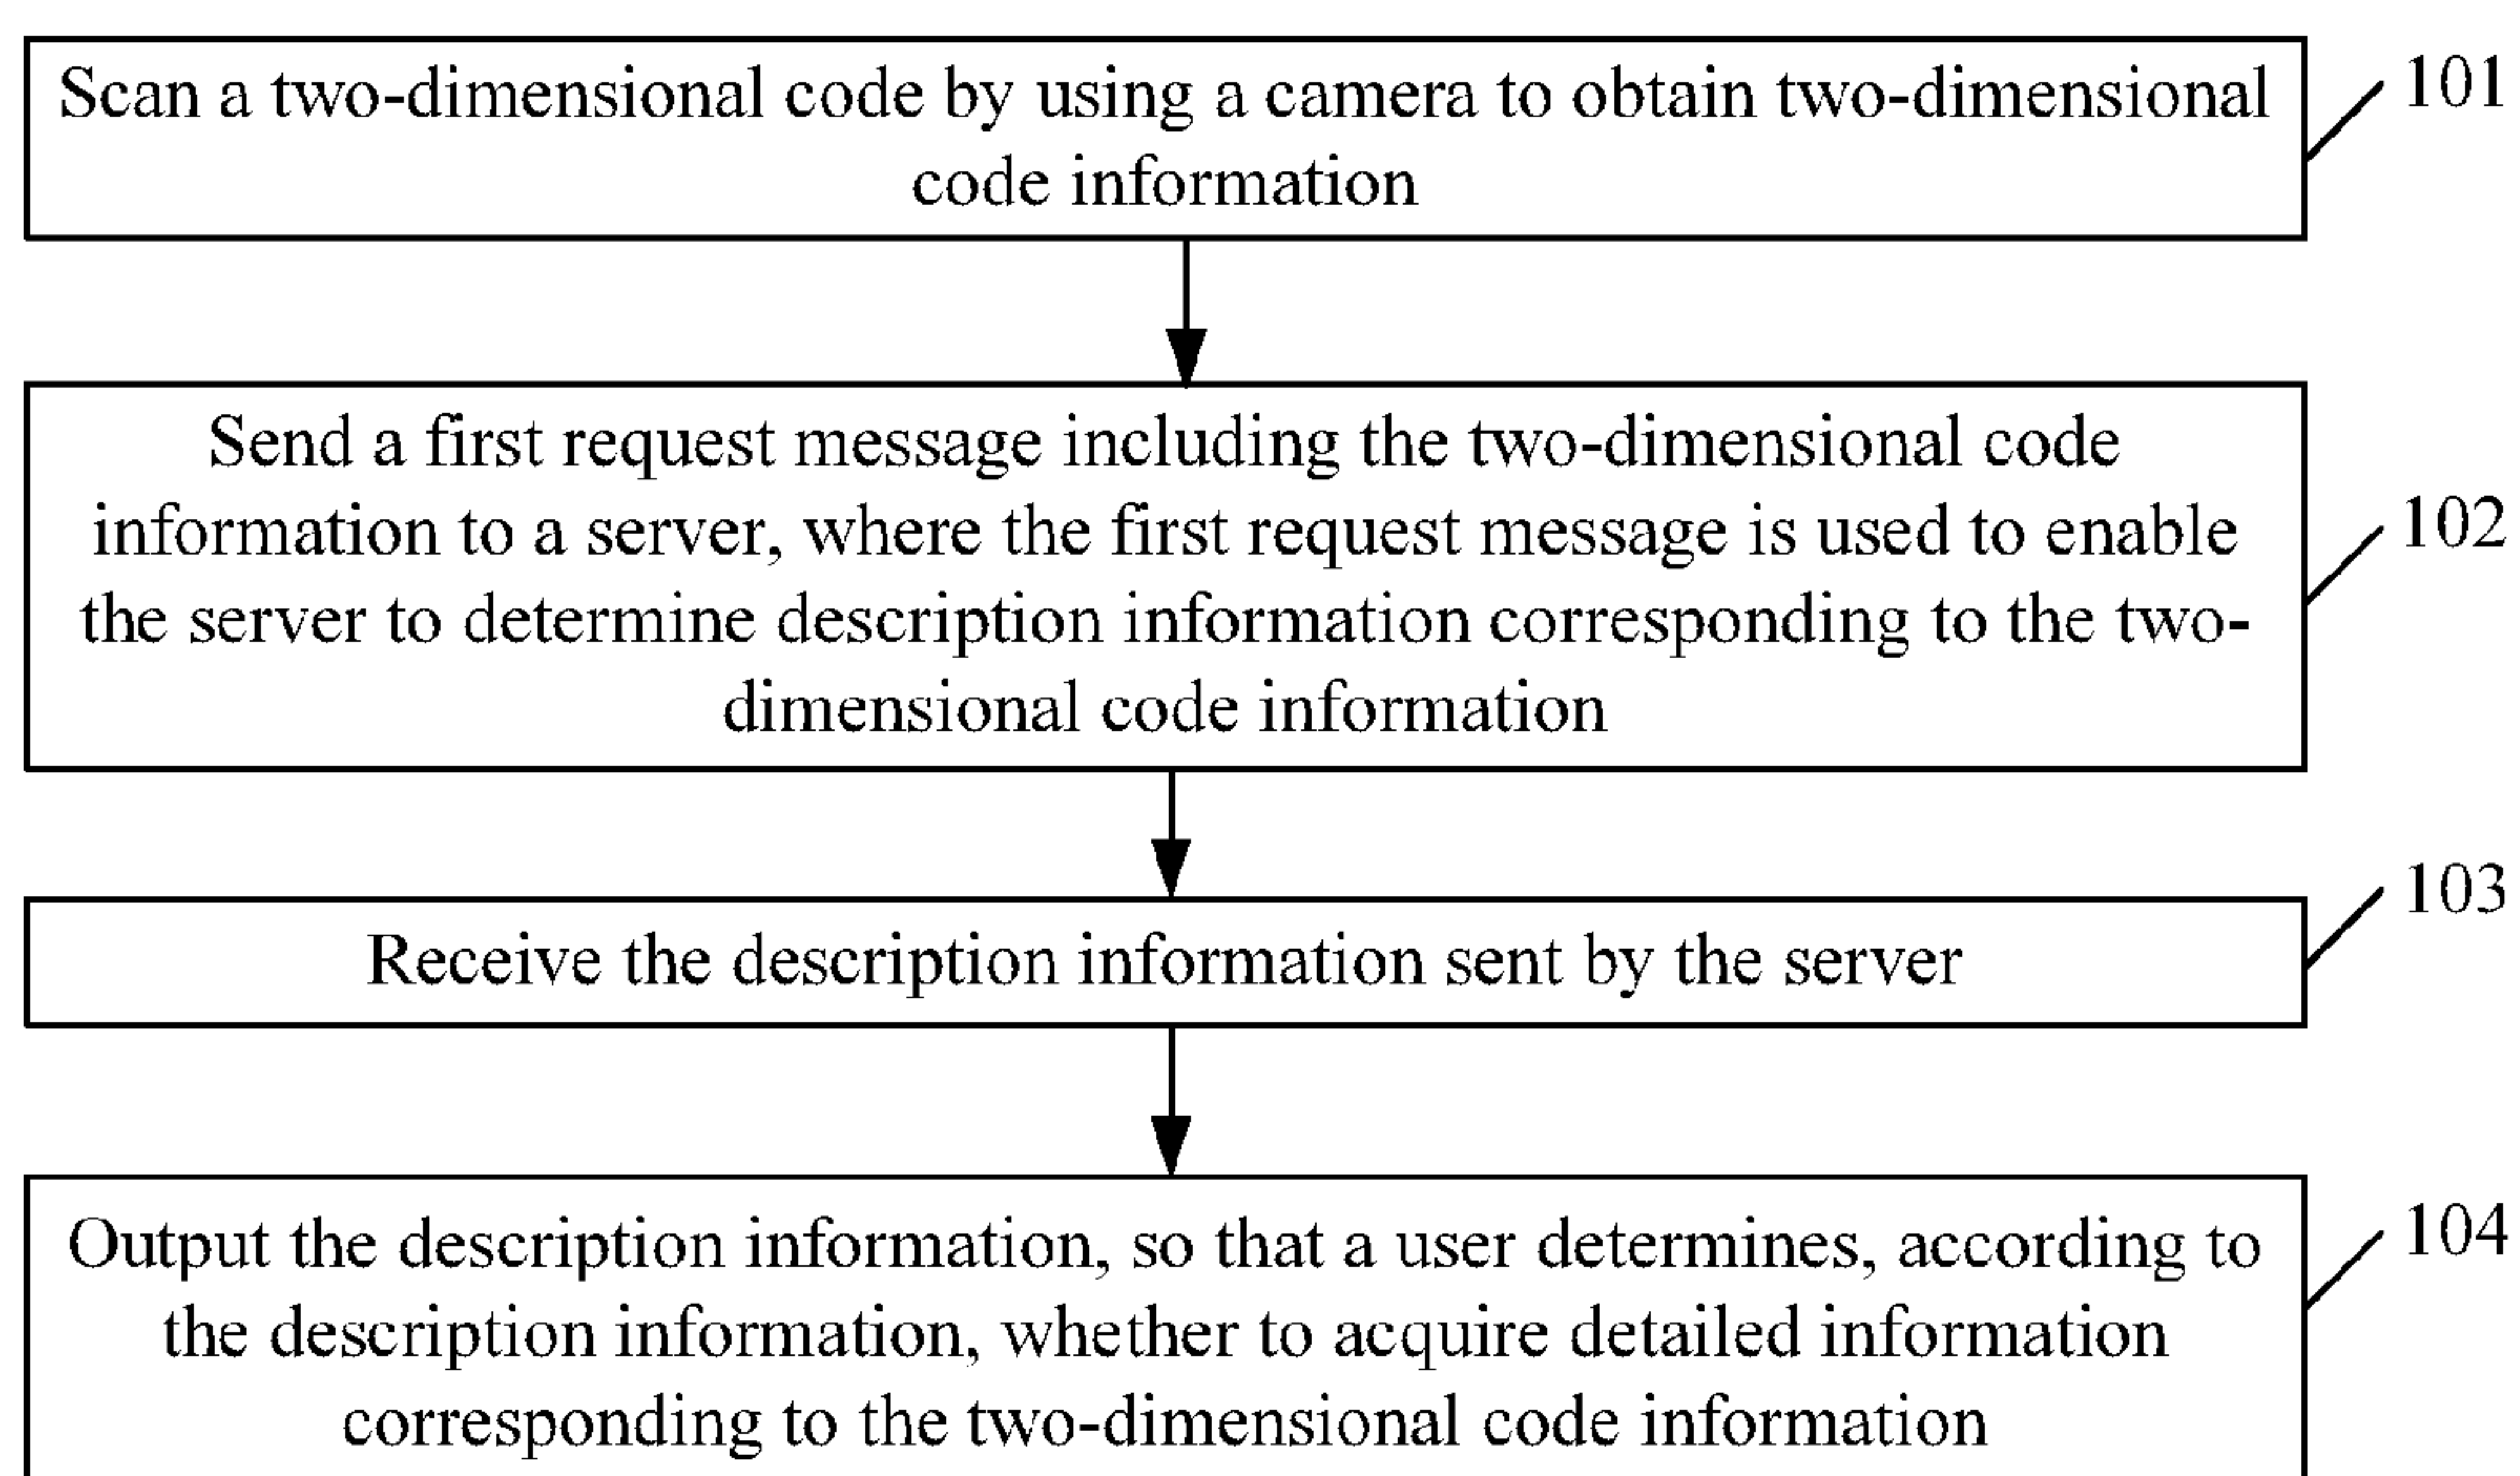 Scan a two-dimensional code by using a camera to obtain two-dimensional
code information
101
Send a first request message including the two-dimensional code
information to a server, where the first request message is used to enable
the server to determine description information corresponding to the two-
dimensional code information
102
Receive the description information sent by the server
103
Output the description information, so that a user determines, according to
the description information, whether to acquire detailed information
corresponding to the two-dimensional code information
104